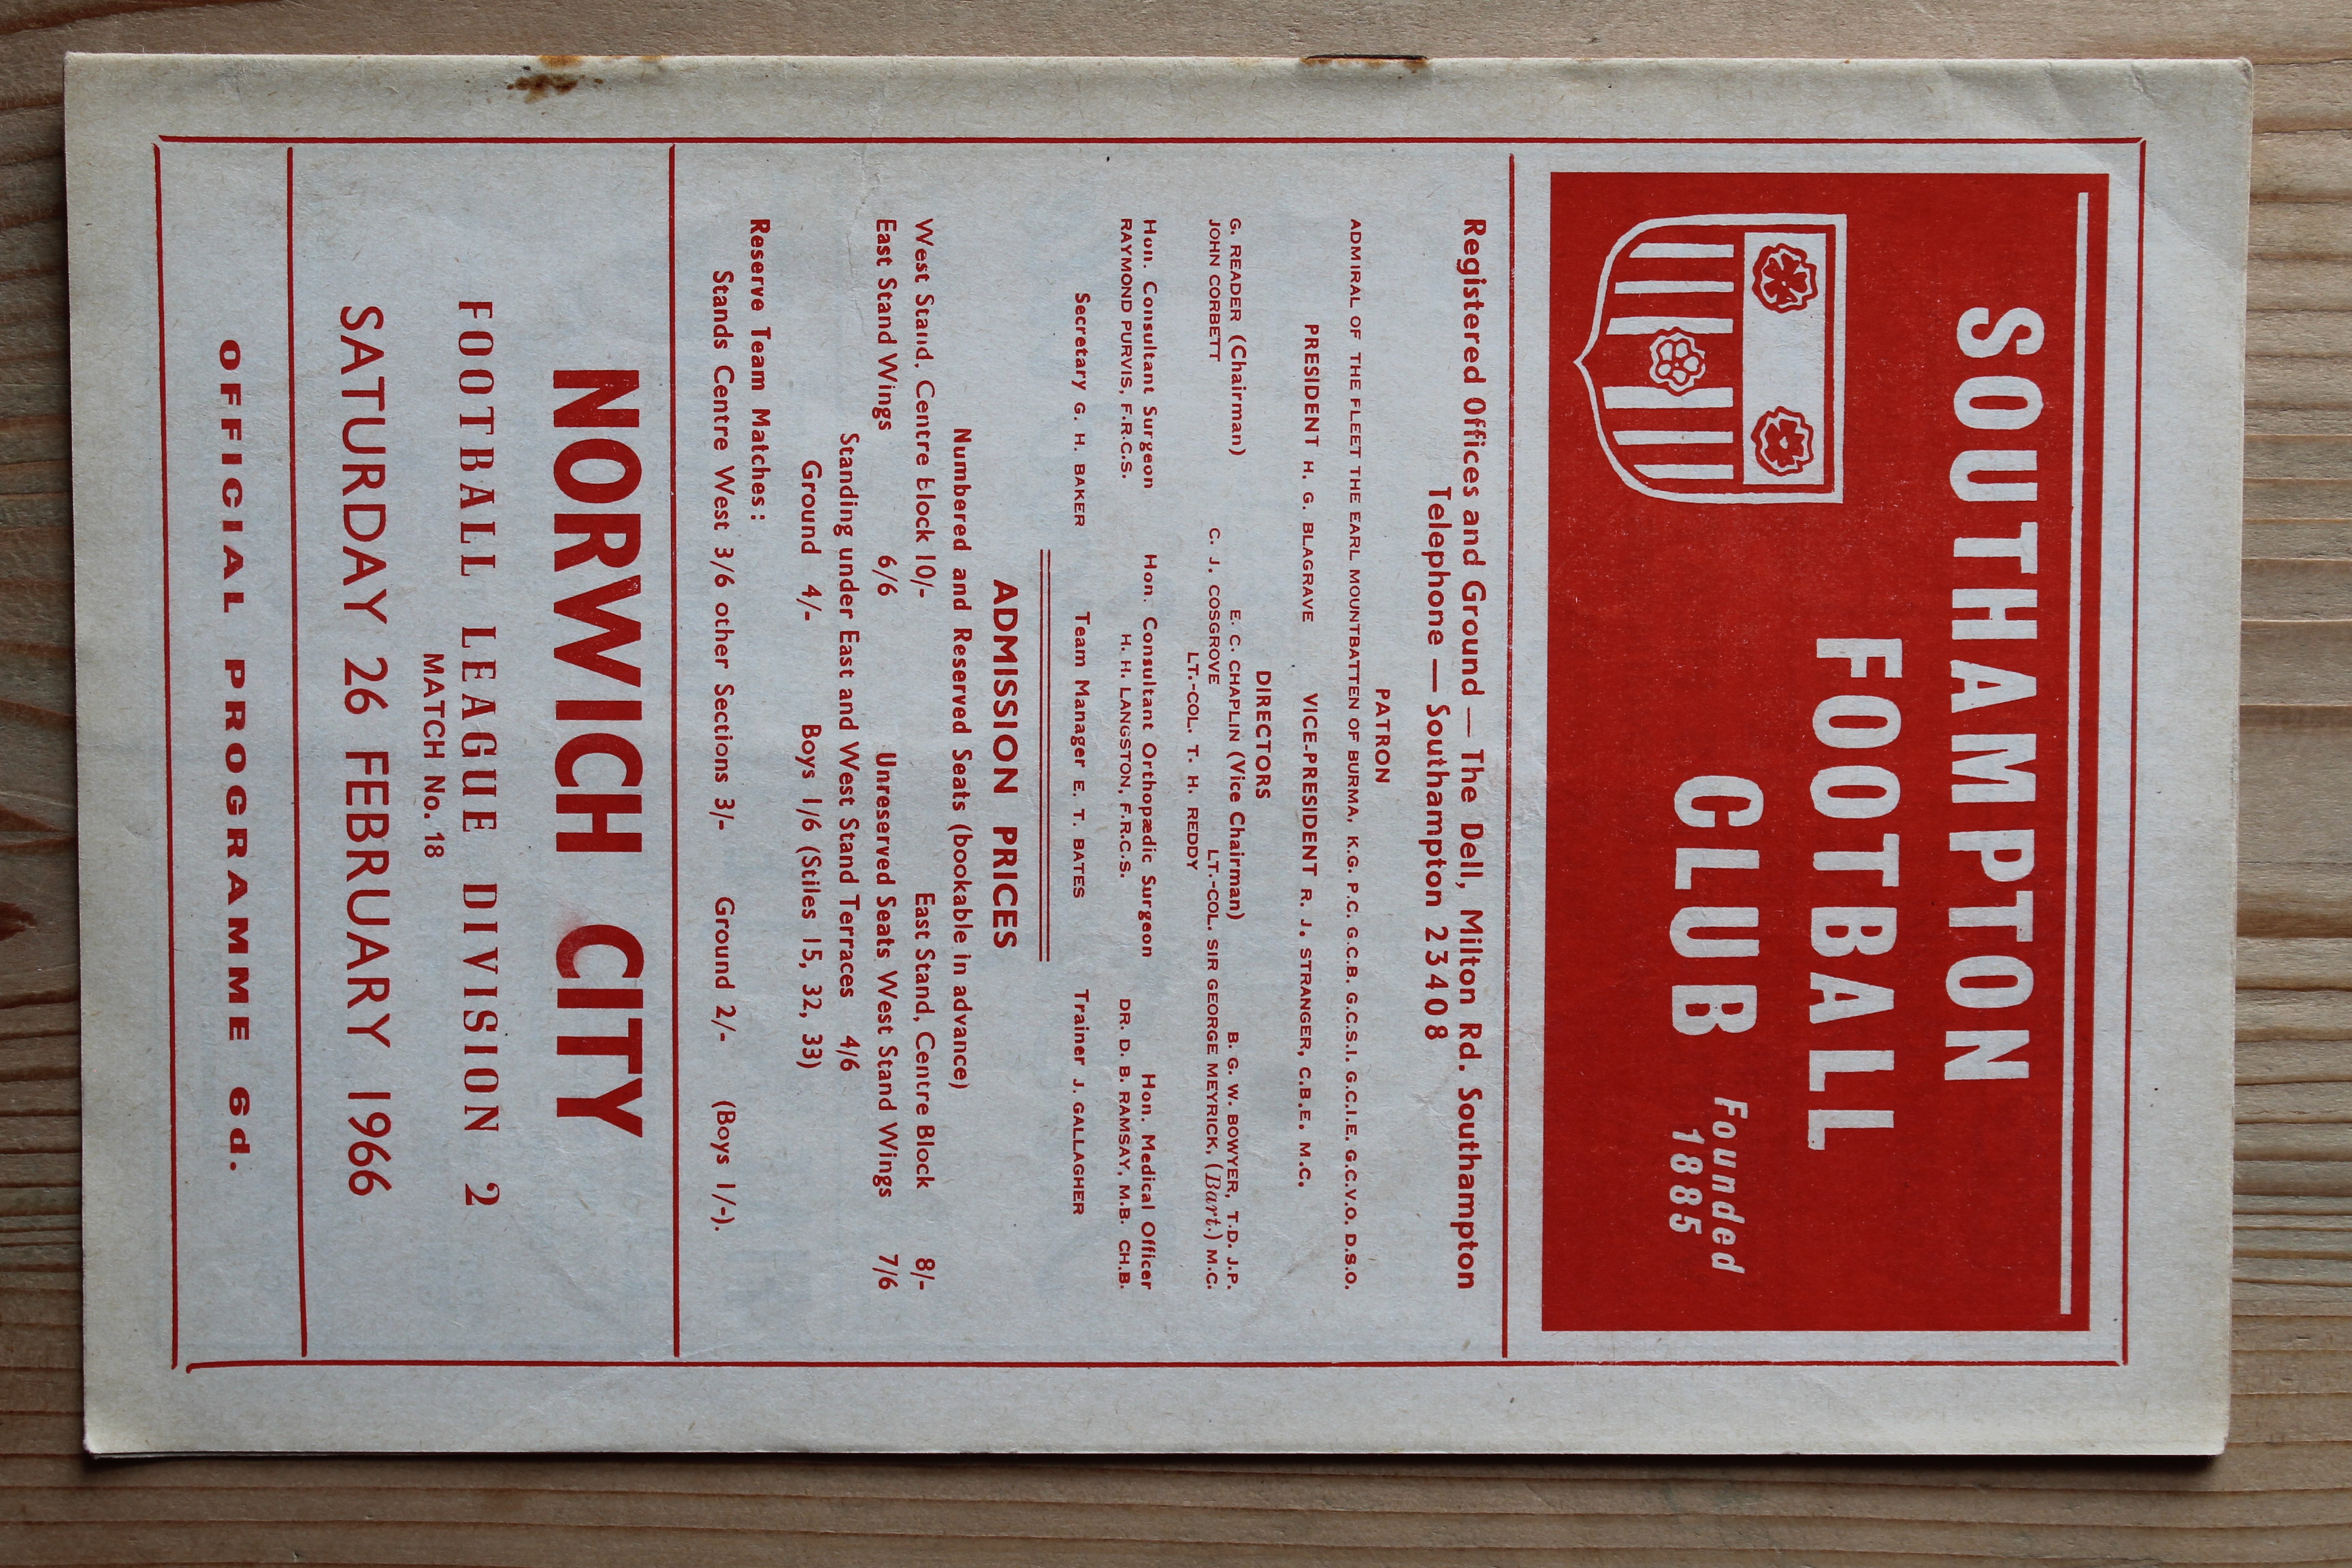 SOUTHAMPTON
FOOTBALL
CLUB
Founded
1885
Registered Offices and Ground — The Dell, Milton Rd. Southampton
Telephone — Southampton 23408
PATRON
ADMIRAL OF THE FLEET THE EARL MOUNTBATTEN OF BURMA, K.G. P.C. G.C.B. G.C.S.I. G.C.I.E. G.C.V.O. D.S.O.
PRESIDENT H. G. BLAGRAVE VICE-PRESIDENT R. J. STRANGER, C.B.E. M.C.
DIRECTORS
G. READER (Chairman) E. C. CHAPLIN (Vice Chairman) B. G. W. BOWYER, T.D. J.P.
JOHN CORBETT C. J. COSGROVE LT.-COL. SIR GEORGE MEYRICK, (Bart.) M.C.
LT.-COL. T. H. REDDY
Hon. Consultant Surgeon Hon. Consultant Orthopædic Surgeon Hon. Medical Officer
RAYMOND PURVIS, F.R.C.S. H. H. LANGSTON, F.R.C.S. DR. D. B. RAMSAY, M.B. CH.B.
Secretary G. H. BAKER Team Manager E. T. BATES Trainer J. GALLAGHER
ADMISSION PRICES
Numbered and Reserved Seats (bookable in advance)
West Stand, Centre block 10/- East Stand, Centre Block 8/-
East Stand Wings 6/6 Unreserved Seats West Stand Wings 7/6
Standing under East and West Stand Terraces 4/6
Ground 4/- Boys 1/6 (Stiles 15, 32, 33)
Reserve Team Matches:
Stands Centre West 3/6 other Sections 3/- Ground 2/- (Boys 1/-).
NORWICH CITY
FOOTBALL LEAGUE DIVISION 2
MATCH No. 18
SATURDAY 26 FEBRUARY 1966
OFFICIAL PROGRAMME 6d.